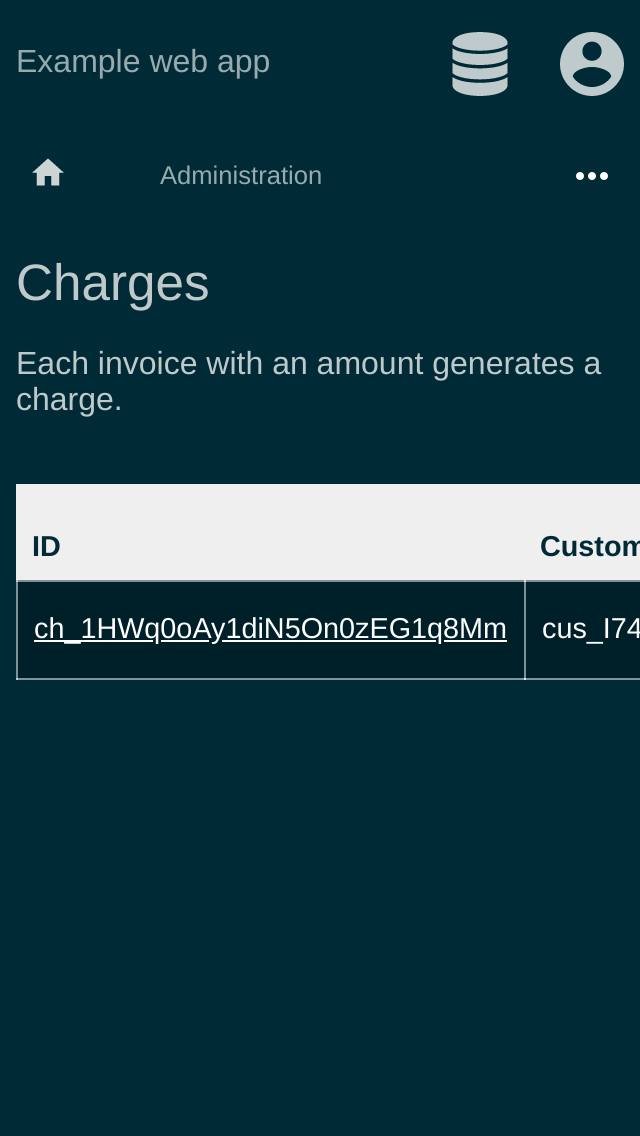 Example web app
Administration
Charges
Each invoice with an amount generates a
charge.
ID Custom
ch_1HWq0oAy1diN5On0zEG1q8Mm cus_I74